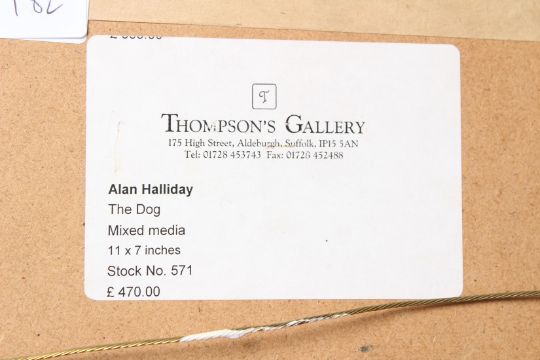 T
THOMPSON'S GALLERY
175 High Street, Aldeburgh, Suffolk, IP15 5AN
Tel: 01728 453743 Fax: 01728 452488
Alan Halliday
The Dog
Mixed media
11 x 7 inches
Stock No. 571
£ 470.00